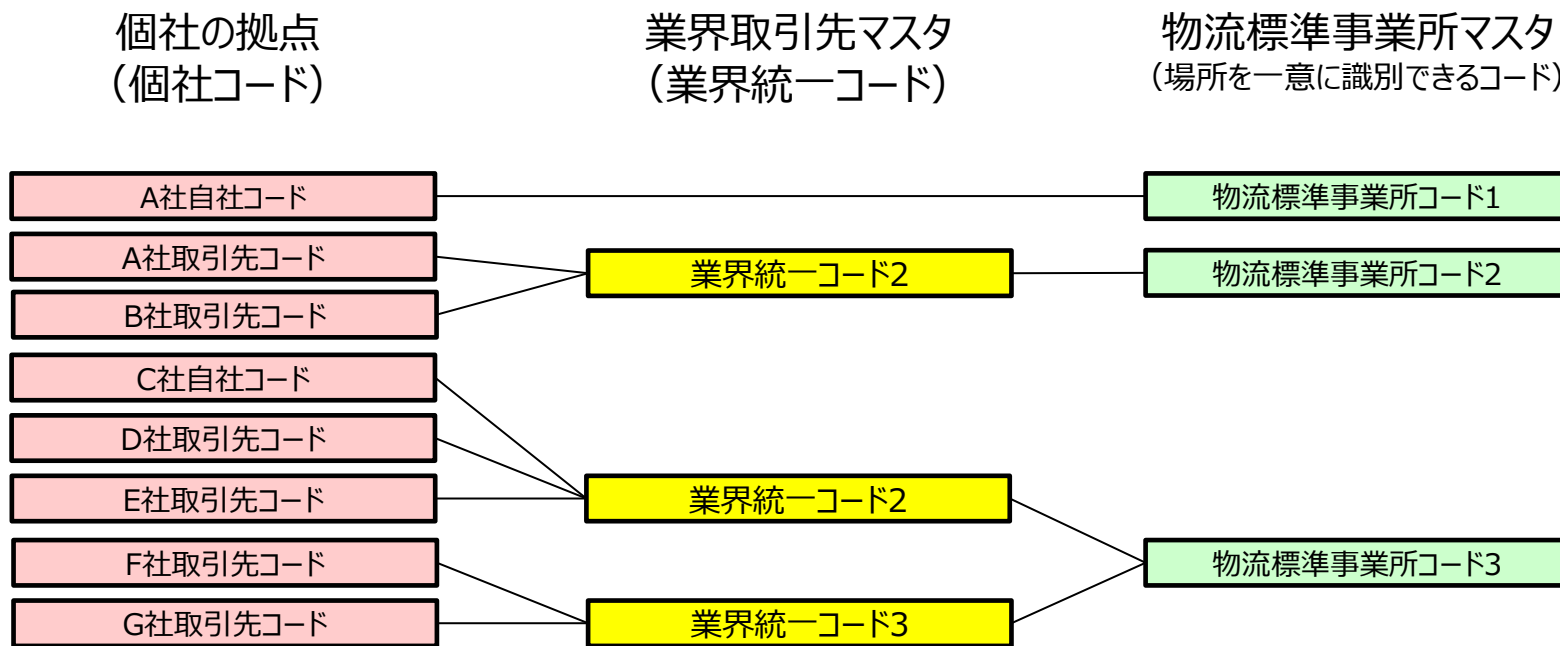 個社の拠点
（個社コード）
業界取引先マスタ
（業界統一コード）
物流標準事業所マスタ
（場所を一意に識別できるコード）
A社自社コード
物流標準事業所コード1
A社取引先コード
業界統一コード2
物流標準事業所コード2
B社取引先コード
C社自社コード
D社取引先コード
E社取引先コード
業界統一コード2
F社取引先コード
物流標準事業所コード3
G社取引先コード
業界統一コード3